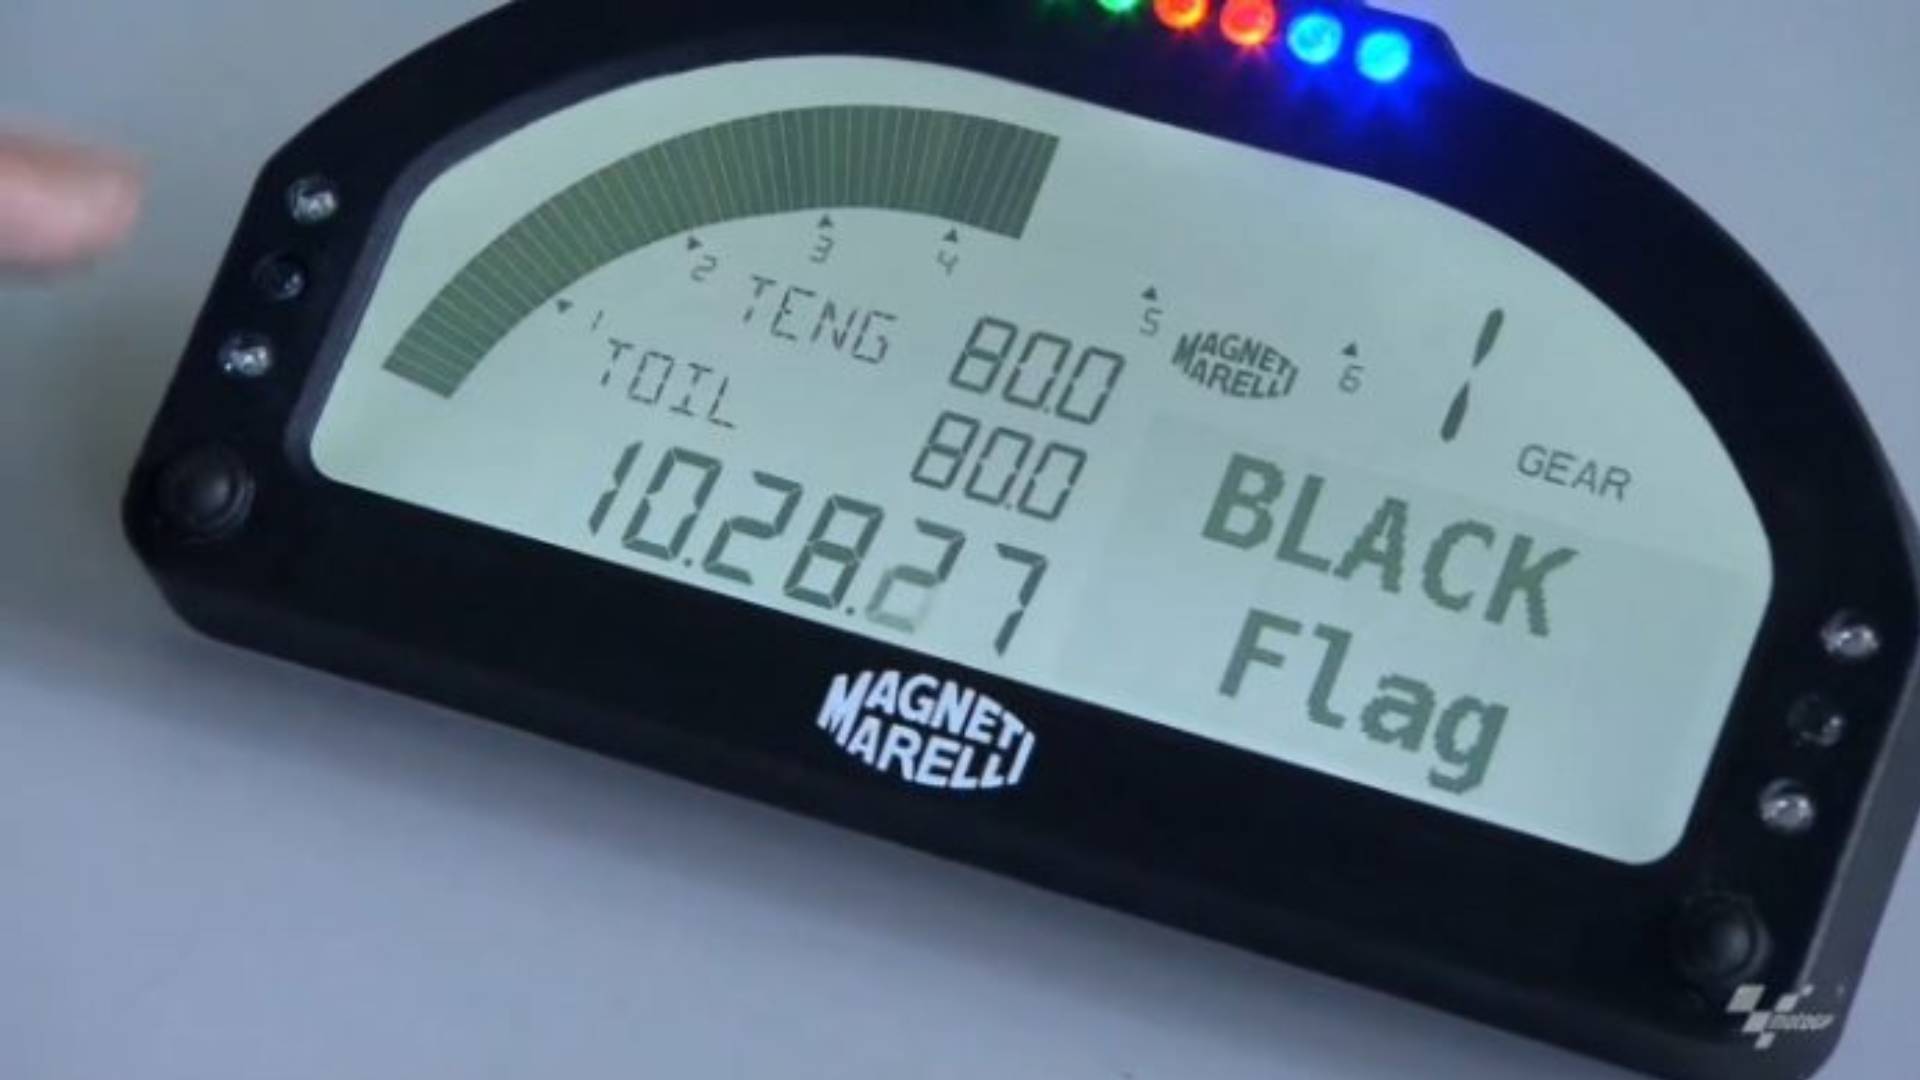 1
2
3
4
5
6
TENG 80.0
TOIL 80.0
10.28.27
MAGNETI
MARELLI
1
GEAR
BLACK
Flag
MAGNETI
MARELLI
motoGP